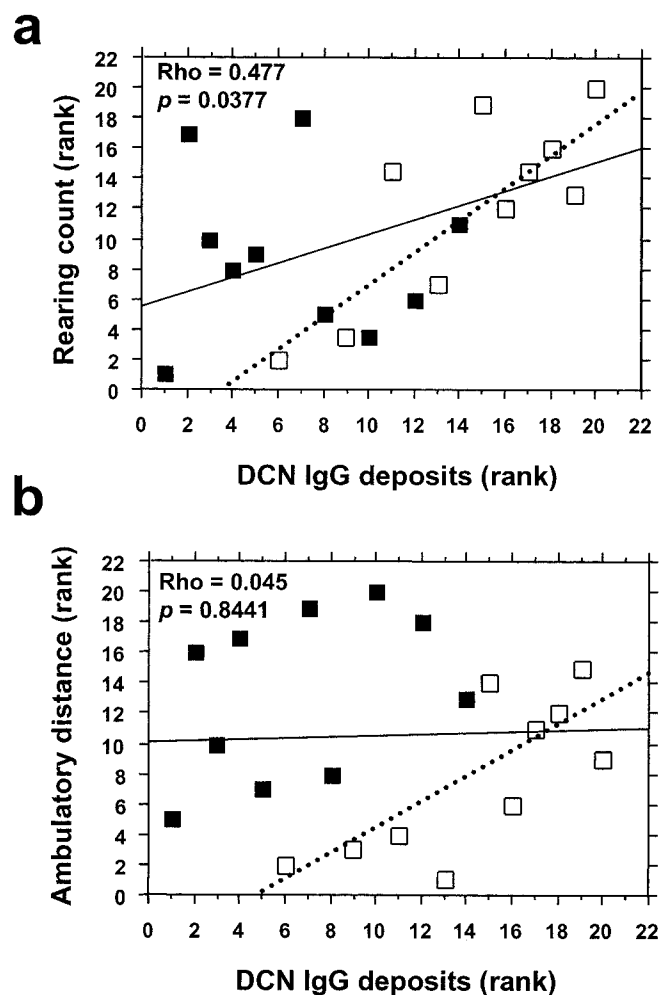 a
Rho = 0.477
p = 0.0377
22
20
18
16
14
12
10
8
6
4
2
0
Rearing count (rank)
0 2 4 6 8 10 12 14 16 18 20 22
DCN IgG deposits (rank)
b
Rho = 0.045
p = 0.8441
22
20
18
16
14
12
10
8
6
4
2
0
Ambulatory distance (rank)
0 2 4 6 8 10 12 14 16 18 20 22
DCN IgG deposits (rank)